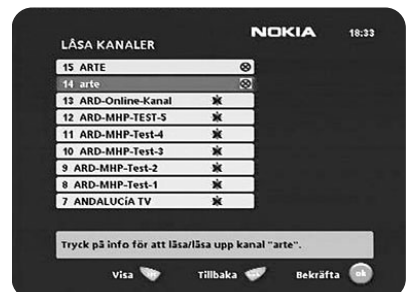 NOKIA 18:33
LÅSA KANALER
15 ARTE
14 arte
13 ARD-Online-Kanal
12 ARD-MHP-TEST-5
11 ARD-MHP-Test-4
10 ARD-MHP-Test-3
9 ARD-MHP-Test-2
8 ARD-MHP-Test-1
7 ANDALUCíA TV
Tryck på info för att låsa/låsa upp kanal "arte".
Visa Tillbaka Bekräfta ok